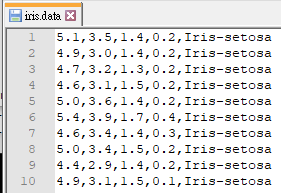 iris.data
1 5.1,3.5,1.4,0.2,Iris-setosa
2 4.9,3.0,1.4,0.2,Iris-setosa
3 4.7,3.2,1.3,0.2,Iris-setosa
4 4.6,3.1,1.5,0.2,Iris-setosa
5 5.0,3.6,1.4,0.2,Iris-setosa
6 5.4,3.9,1.7,0.4,Iris-setosa
7 4.6,3.4,1.4,0.3,Iris-setosa
8 5.0,3.4,1.5,0.2,Iris-setosa
9 4.4,2.9,1.4,0.2,Iris-setosa
10 4.9,3.1,1.5,0.1,Iris-setosa